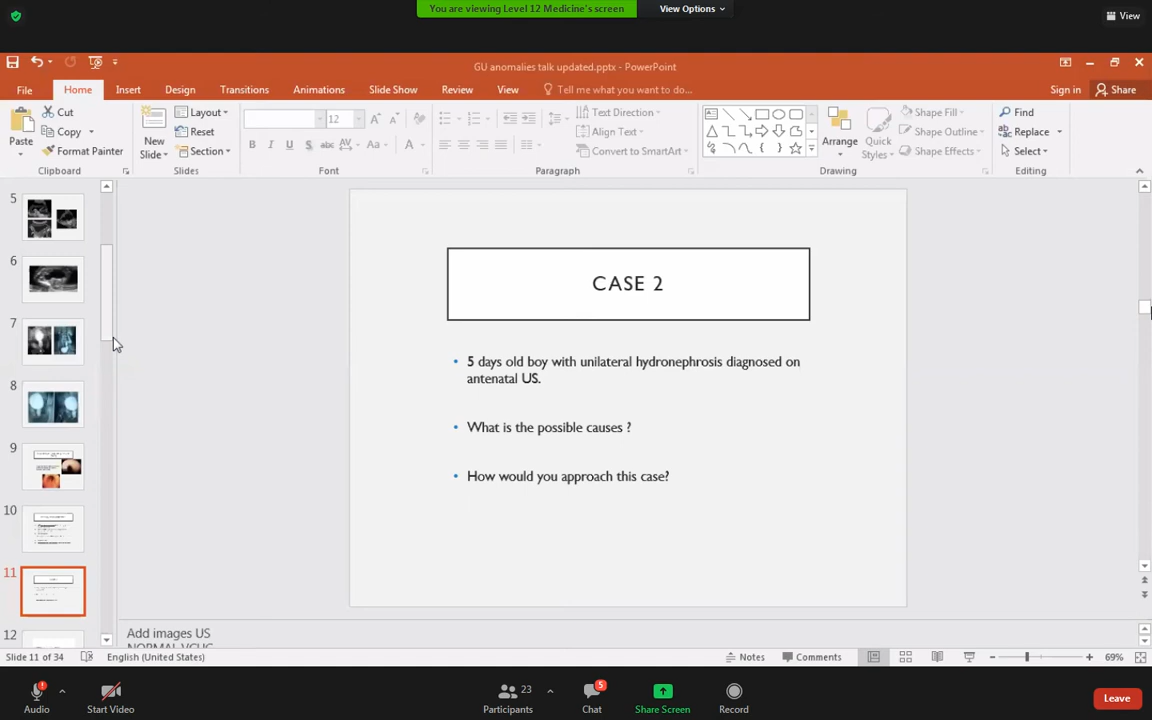 You are viewing Level 12 Medicine's screen
View Options
View
GU anomalies talk updated.pptx - PowerPoint
File
Home
Insert
Design
Transitions
Animations
Slide Show
Review
View
Tell me what you want to do...
Sign in
Share
Paste
Cut
Copy
Format Painter
New
Slide
Layout
Reset
Section
12
B I U S abc AV Aa A
Text Direction
Align Text
Convert to SmartArt
Arrange
Quick
Styles
Shape Fill
Shape Outline
Shape Effects
Find
Replace
Select
Clipboard
Slides
Font
Paragraph
Drawing
Editing
5
6
7
8
9
10
11
12
CASE 2
• 5 days old boy with unilateral hydronephrosis diagnosed on
antenatal US.
• What is the possible causes ?
• How would you approach this case?
Add images US
NORMAL VCUG
Slide 11 of 34
English (United States)
Notes
Comments
69%
Audio
Start Video
Participants
23
Chat
5
Share Screen
Record
Leave